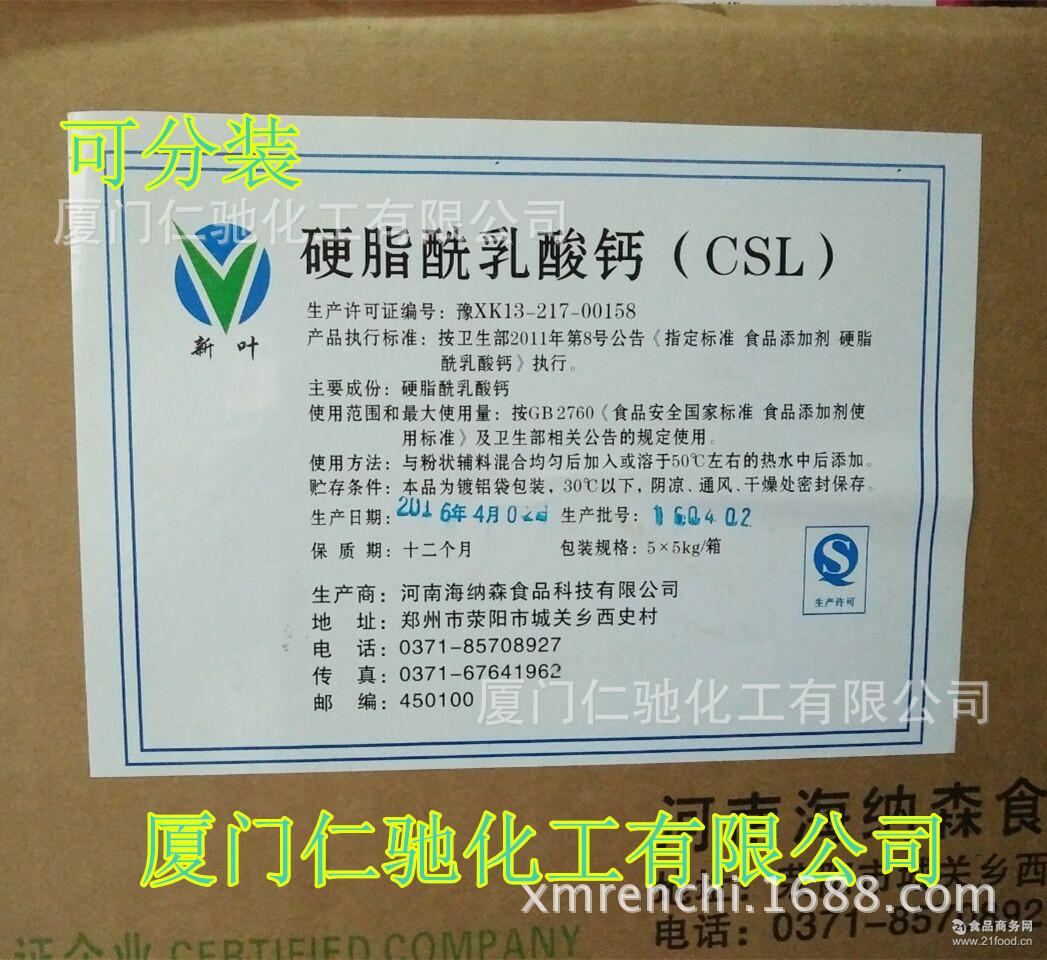 可分装
厦门仁驰化工有限公司
硬脂酰乳酸钙（CSL）
新叶
生产许可证编号：豫XK13-217-00158
产品执行标准：按卫生部2011年第8号公告《指定标准 食品添加剂 硬脂
酰乳酸钙》执行。
主要成份：硬脂酰乳酸钙
使用范围和最大使用量：按GB2760《食品安全国家标准 食品添加剂使
用标准》及卫生部相关公告的规定使用。
使用方法：与粉状辅料混合均匀后加入或溶于50℃左右的热水中后添加。
贮存条件：本品为镀铝袋包装，30℃以下，阴凉、通风、干燥处密封保存。
生产日期：2016年4月02日 生产批号：160402
保质期：十二个月 包装规格：5×5kg/箱
生产许可
生产商：河南海纳森食品科技有限公司
地址：郑州市荥阳市城关乡西史村
电话：0371-85708927
传真：0371-67641962
邮编：450100
厦门仁驰化工有限公司
河南海纳森食
厦门仁驰化工有限公司
关乡西
xmrenchi.1688.com
电话：0371-8570892
证企业 CERTIFIED COMPANY
食品商务网
www.21food.cn